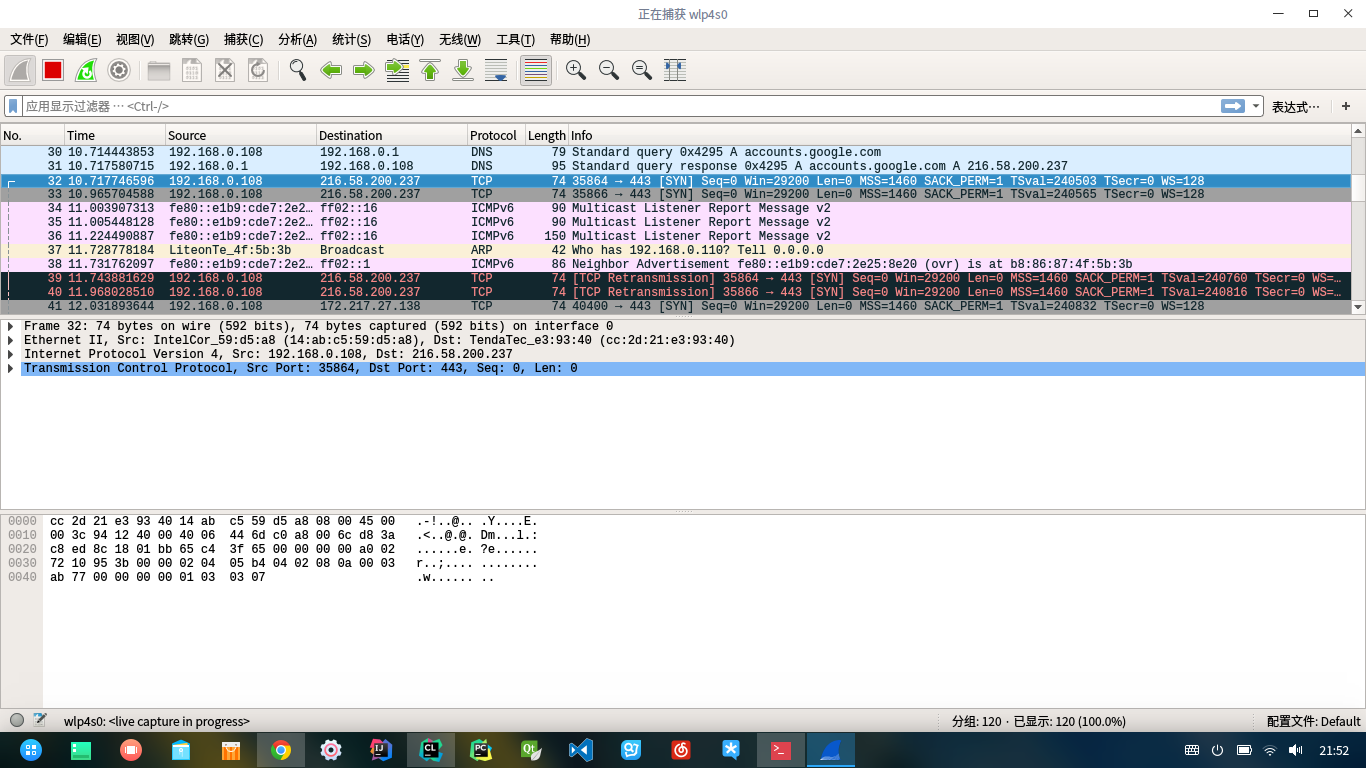 正在捕获 wlp4s0
文件(F) 编辑(E) 视图(V) 跳转(G) 捕获(C) 分析(A) 统计(S) 电话(Y) 无线(W) 工具(T) 帮助(H)
应用显示过滤器 … <Ctrl-/> 表达式… +
No. Time Source Destination Protocol Length Info
30 10.714443853 192.168.0.108 192.168.0.1 DNS 79 Standard query 0x4295 A accounts.google.com
31 10.717580715 192.168.0.1 192.168.0.108 DNS 95 Standard query response 0x4295 A accounts.google.com A 216.58.200.237
32 10.717746596 192.168.0.108 216.58.200.237 TCP 74 35864 → 443 [SYN] Seq=0 Win=29200 Len=0 MSS=1460 SACK_PERM=1 TSval=240503 TSecr=0 WS=128
33 10.965704588 192.168.0.108 216.58.200.237 TCP 74 35866 → 443 [SYN] Seq=0 Win=29200 Len=0 MSS=1460 SACK_PERM=1 TSval=240565 TSecr=0 WS=128
34 11.003907313 fe80::e1b9:cde7:2e2… ff02::16 ICMPv6 90 Multicast Listener Report Message v2
35 11.005448128 fe80::e1b9:cde7:2e2… ff02::16 ICMPv6 90 Multicast Listener Report Message v2
36 11.224490887 fe80::e1b9:cde7:2e2… ff02::16 ICMPv6 150 Multicast Listener Report Message v2
37 11.728778184 LiteonTe_4f:5b:3b Broadcast ARP 42 Who has 192.168.0.110? Tell 0.0.0.0
38 11.731762097 fe80::e1b9:cde7:2e2… ff02::1 ICMPv6 86 Neighbor Advertisement fe80::e1b9:cde7:2e25:8e20 (ovr) is at b8:86:87:4f:5b:3b
39 11.743881629 192.168.0.108 216.58.200.237 TCP 74 [TCP Retransmission] 35864 → 443 [SYN] Seq=0 Win=29200 Len=0 MSS=1460 SACK_PERM=1 TSval=240760 TSecr=0 WS=…
40 11.968028510 192.168.0.108 216.58.200.237 TCP 74 [TCP Retransmission] 35866 → 443 [SYN] Seq=0 Win=29200 Len=0 MSS=1460 SACK_PERM=1 TSval=240816 TSecr=0 WS=…
41 12.031893644 192.168.0.108 172.217.27.138 TCP 74 40400 → 443 [SYN] Seq=0 Win=29200 Len=0 MSS=1460 SACK_PERM=1 TSval=240832 TSecr=0 WS=128
Frame 32: 74 bytes on wire (592 bits), 74 bytes captured (592 bits) on interface 0
Ethernet II, Src: IntelCor_59:d5:a8 (14:ab:c5:59:d5:a8), Dst: TendaTec_e3:93:40 (cc:2d:21:e3:93:40)
Internet Protocol Version 4, Src: 192.168.0.108, Dst: 216.58.200.237
Transmission Control Protocol, Src Port: 35864, Dst Port: 443, Seq: 0, Len: 0
0000 cc 2d 21 e3 93 40 14 ab c5 59 d5 a8 08 00 45 00 .-!..@.. .Y....E.
0010 00 3c 94 12 40 00 40 06 44 6d c0 a8 00 6c d8 3a .<..@.@. Dm...l.:
0020 c8 ed 8c 18 01 bb 65 c4 3f 65 00 00 00 00 a0 02 ......e. ?e......
0030 72 10 95 3b 00 00 02 04 05 b4 04 02 08 0a 00 03 r..;.... ........
0040 ab 77 00 00 00 00 01 03 03 07 .w...... ..
wlp4s0: <live capture in progress> 分组: 120 · 已显示: 120 (100.0%) 配置文件: Default
IJ CL PC Qt 21:52